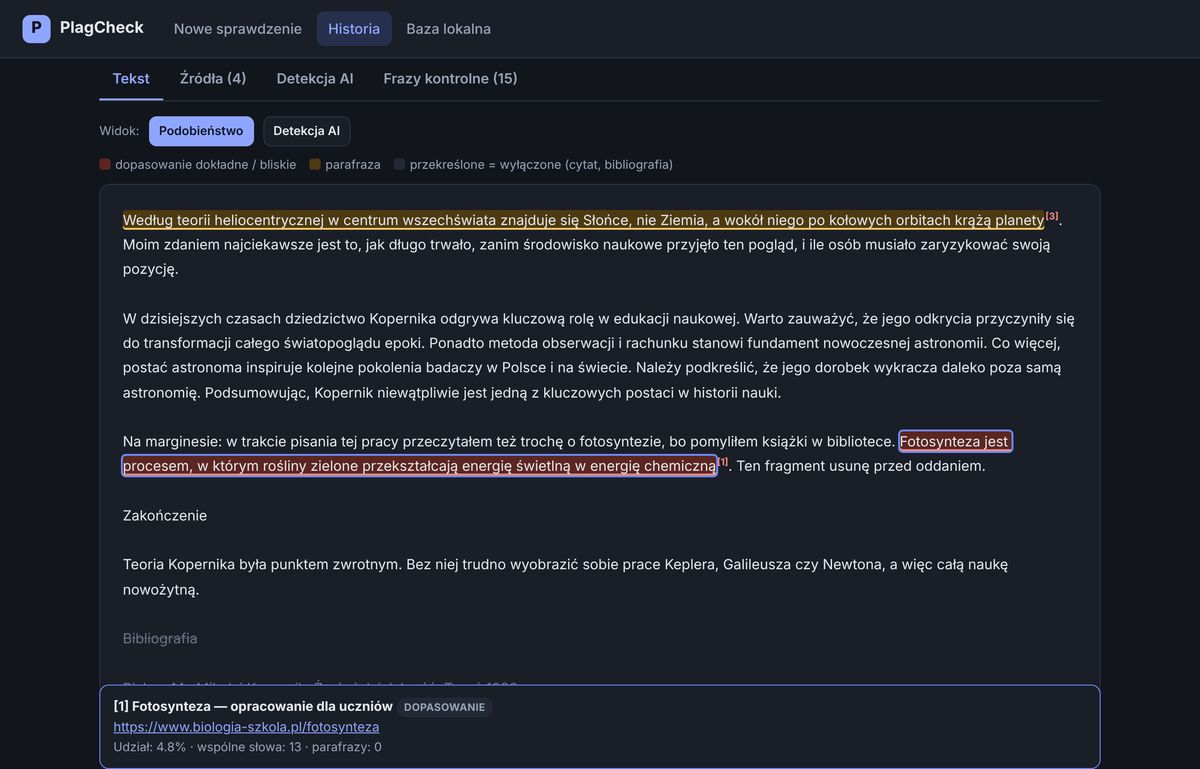 P PlagCheck Nowe sprawdzenie Historia Baza lokalna
Tekst Źródła (4) Detekcja AI Frazy kontrolne (15)
Widok: Podobieństwo Detekcja AI
dopasowanie dokładne / bliskie parafraza przekreślone = wyłączone (cytat, bibliografia)
Według teorii heliocentrycznej w centrum wszechświata znajduje się Słońce, nie Ziemia, a wokół niego po kołowych orbitach krążą planety[3].
Moim zdaniem najciekawsze jest to, jak długo trwało, zanim środowisko naukowe przyjęło ten pogląd, i ile osób musiało zaryzykować swoją
pozycję.
W dzisiejszych czasach dziedzictwo Kopernika odgrywa kluczową rolę w edukacji naukowej. Warto zauważyć, że jego odkrycia przyczyniły się
do transformacji całego światopoglądu epoki. Ponadto metoda obserwacji i rachunku stanowi fundament nowoczesnej astronomii. Co więcej,
postać astronoma inspiruje kolejne pokolenia badaczy w Polsce i na świecie. Należy podkreślić, że jego dorobek wykracza daleko poza samą
astronomię. Podsumowując, Kopernik niewątpliwie jest jedną z kluczowych postaci w historii nauki.
Na marginesie: w trakcie pisania tej pracy przeczytałem też trochę o fotosyntezie, bo pomyliłem książki w bibliotece. Fotosynteza jest
procesem, w którym rośliny zielone przekształcają energię świetlną w energię chemiczną[1]. Ten fragment usunę przed oddaniem.
Zakończenie
Teoria Kopernika była punktem zwrotnym. Bez niej trudno wyobrazić sobie prace Keplera, Galileusza czy Newtona, a więc całą naukę
nowożytną.
Bibliografia
[1] Fotosynteza — opracowanie dla uczniów DOPASOWANIE
https://www.biologia-szkola.pl/fotosynteza
Udział: 4.8% · wspólne słowa: 13 · parafrazy: 0